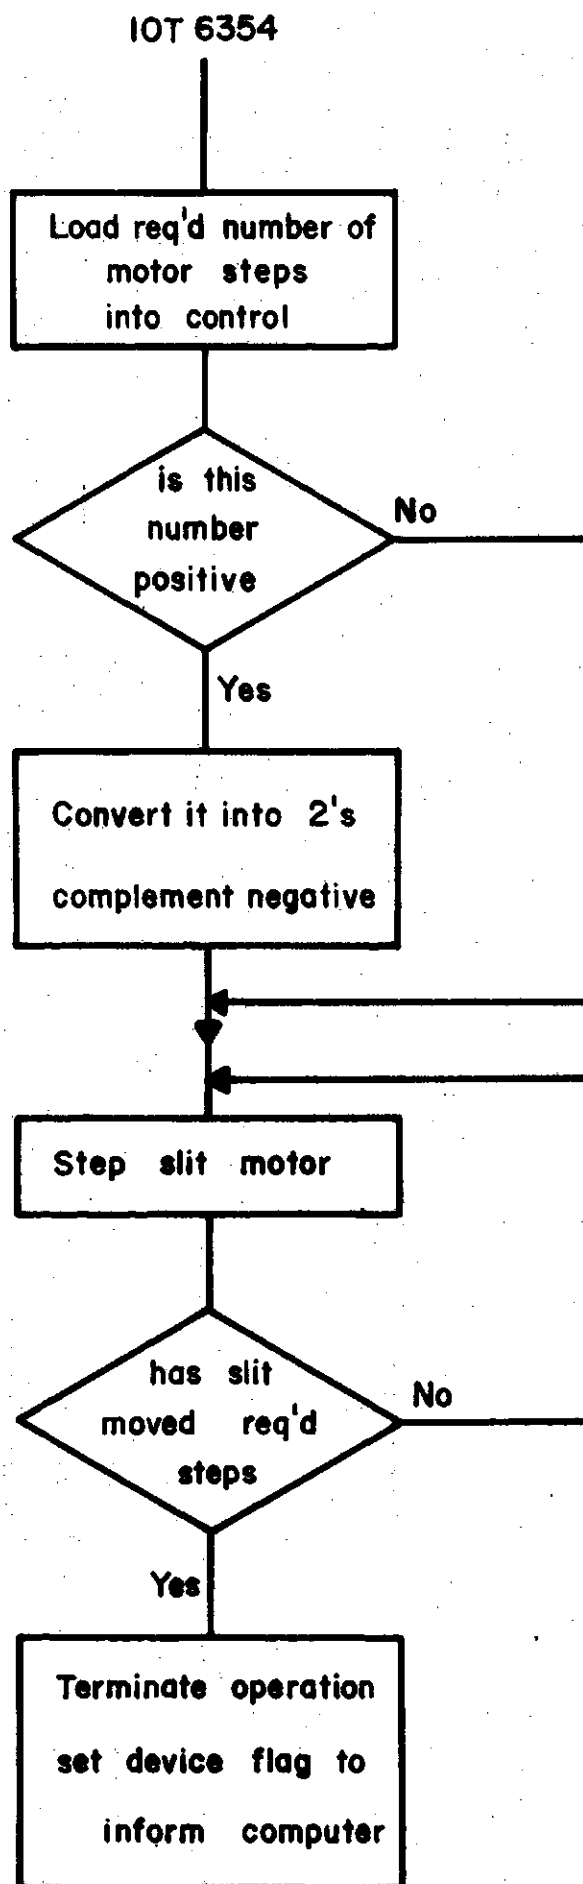 IOT 6354
Load req'd number of
motor steps
into control
is this
number
positive
No
Yes
Convert it into 2's
complement negative
Step slit motor
has slit
moved req'd
steps
No
Yes
Terminate operation
set device flag to
inform computer